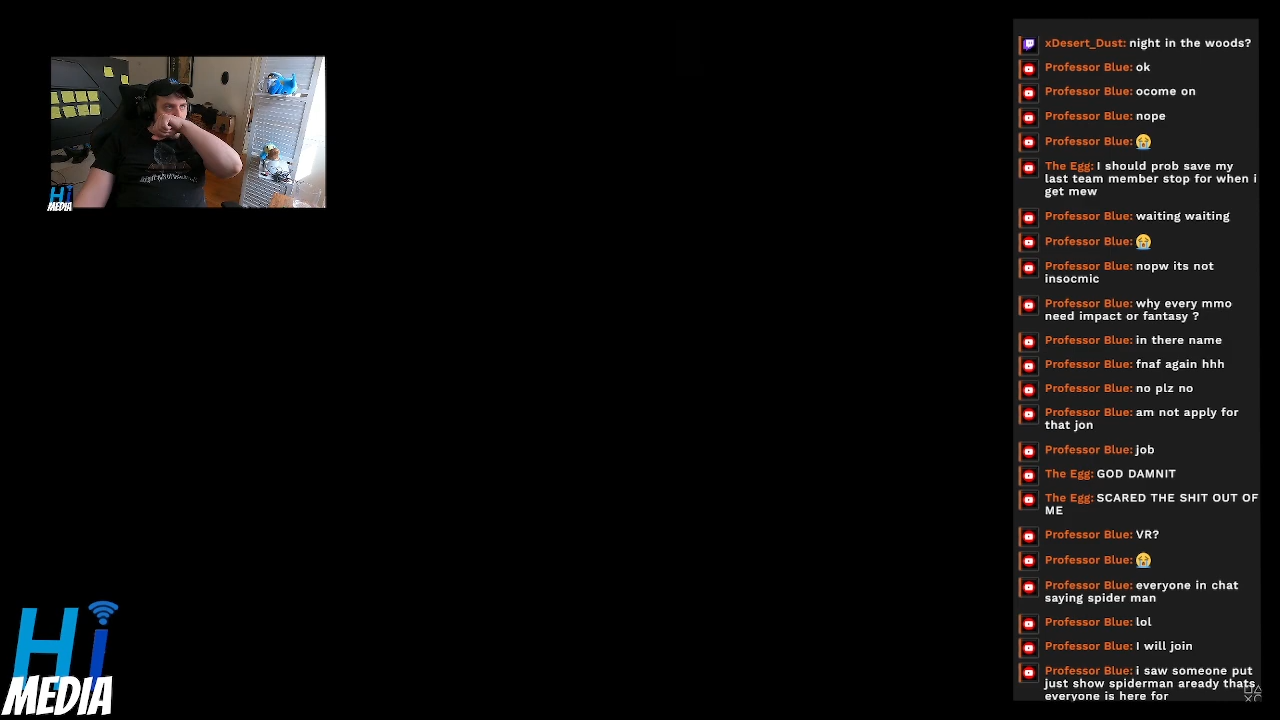 xDesert_Dust: night in the woods?
Professor Blue: ok
Professor Blue: ocome on
Professor Blue: nope
Professor Blue: 😭
The Egg: I should prob save my
last team member stop for when i
get mew
Professor Blue: waiting waiting
Professor Blue: 😭
Professor Blue: nopw its not
insocmic
Professor Blue: why every mmo
need impact or fantasy ?
Professor Blue: in there name
Professor Blue: fnaf again hhh
Professor Blue: no plz no
Professor Blue: am not apply for
that jon
Professor Blue: job
The Egg: GOD DAMNIT
The Egg: SCARED THE SHIT OUT OF
ME
Professor Blue: VR?
Professor Blue: 😭
Professor Blue: everyone in chat
saying spider man
Professor Blue: lol
Professor Blue: I will join
Professor Blue: i saw someone put
just show spiderman aready thats
everyone is here for
Hi
MEDIA
Hi
MEDIA